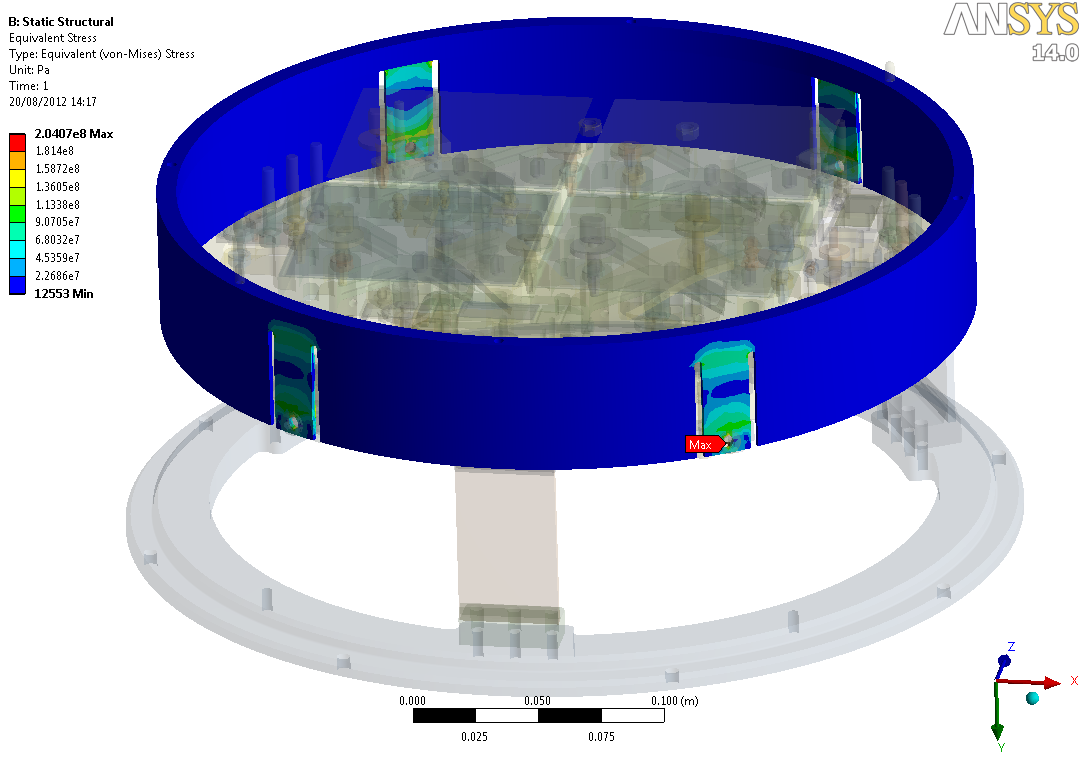 B: Static Structural
Equivalent Stress
Type: Equivalent (von-Mises) Stress
Unit: Pa
Time: 1
20/08/2012 14:17
ANSYS
14.0
2.0407e8 Max
1.814e8
1.5872e8
1.3605e8
1.1338e8
9.0705e7
6.8032e7
4.5359e7
2.2686e7
12553 Min
Max
0.000 0.050 0.100 (m)
0.025 0.075
Z
X
Y